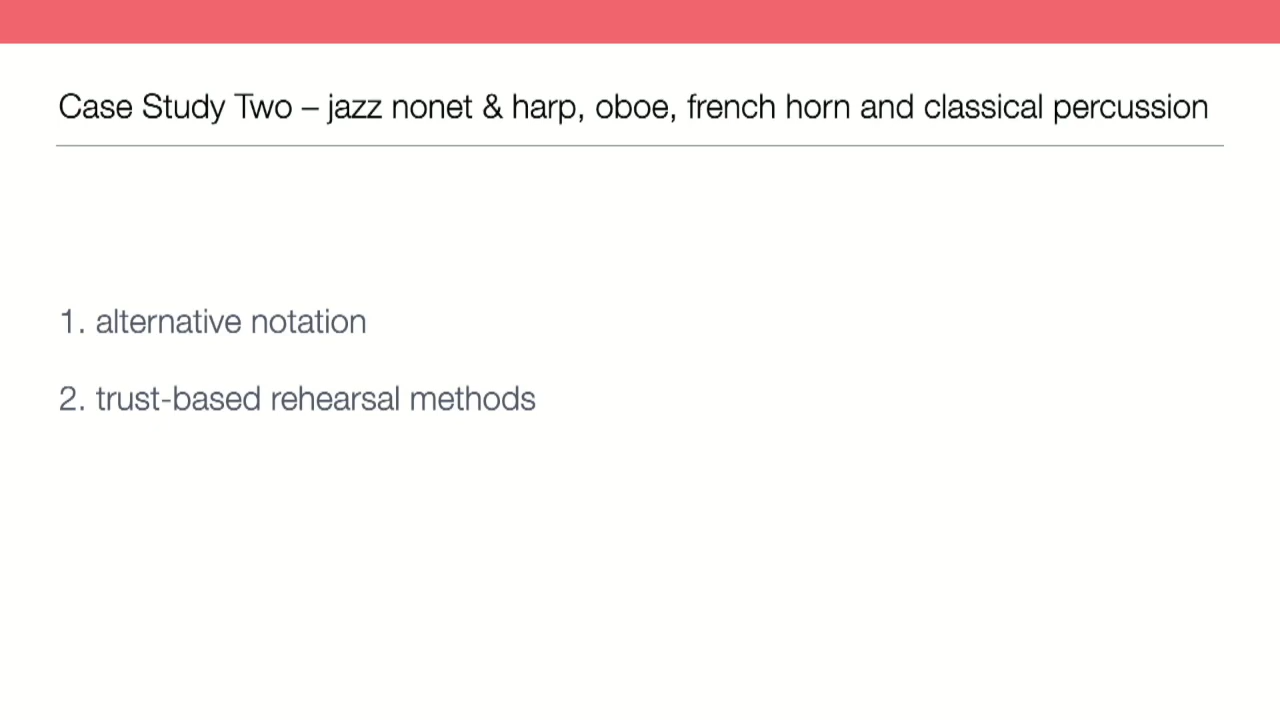 Case Study Two – jazz nonet & harp, oboe, french horn and classical percussion
1. alternative notation
2. trust-based rehearsal methods